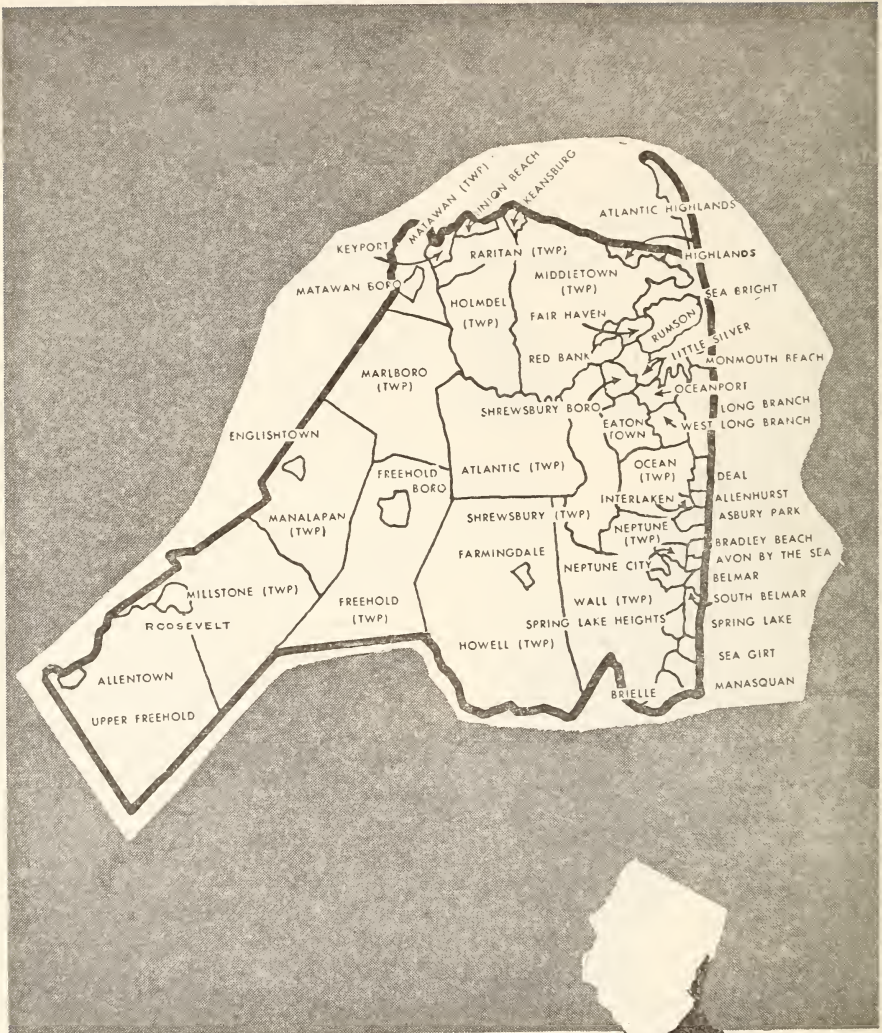 MATAWAN (TWP)
UNION BEACH
KEANSBURG
ATLANTIC HIGHLANDS
KEYPORT
RARITAN (TWP)
HIGHLANDS
MIDDLETOWN
(TWP)
MATAWAN BORO
SEA BRIGHT
HOLMDEL
(TWP)
FAIR HAVEN
RUMSON
LITTLE SILVER
RED BANK
MONMOUTH BEACH
MARLBORO
(TWP)
OCEANPORT
SHREWSBURY BORO
LONG BRANCH
EATON
TOWN
WEST LONG BRANCH
ENGLISHTOWN
ATLANTIC (TWP)
OCEAN
(TWP)
FREEHOLD
BORO
DEAL
INTERLAKEN
ALLENHURST
MANALAPAN
(TWP)
SHREWSBURY (TWP)
ASBURY PARK
NEPTUNE
(TWP)
BRADLEY BEACH
FARMINGDALE
AVON BY THE SEA
NEPTUNE CITY
BELMAR
MILLSTONE (TWP)
FREEHOLD
(TWP)
WALL (TWP)
SOUTH BELMAR
ROOSEVELT
SPRING LAKE HEIGHTS
SPRING LAKE
HOWELL (TWP)
SEA GIRT
ALLENTOWN
MANASQUAN
BRIELLE
UPPER FREEHOLD